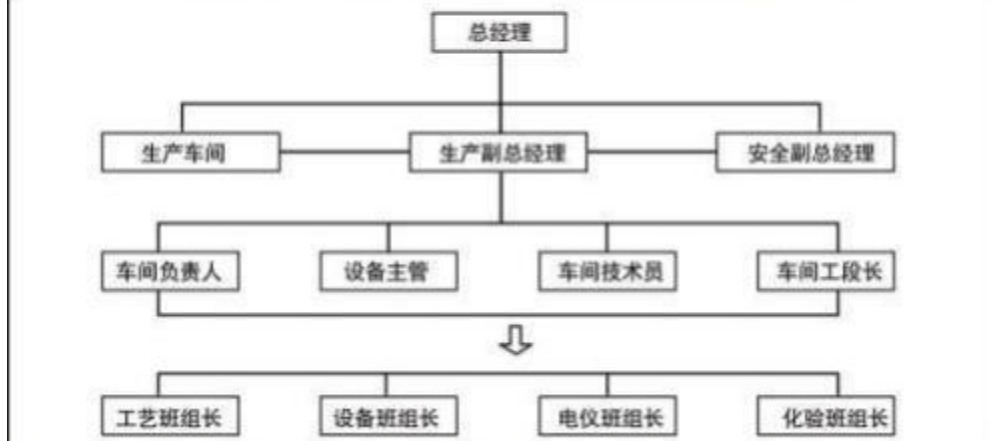 总经理
生产车间
生产副总经理
安全副总经理
车间负责人
设备主管
车间技术员
车间工段长
工艺班组长
设备班组长
电仪班组长
化验班组长